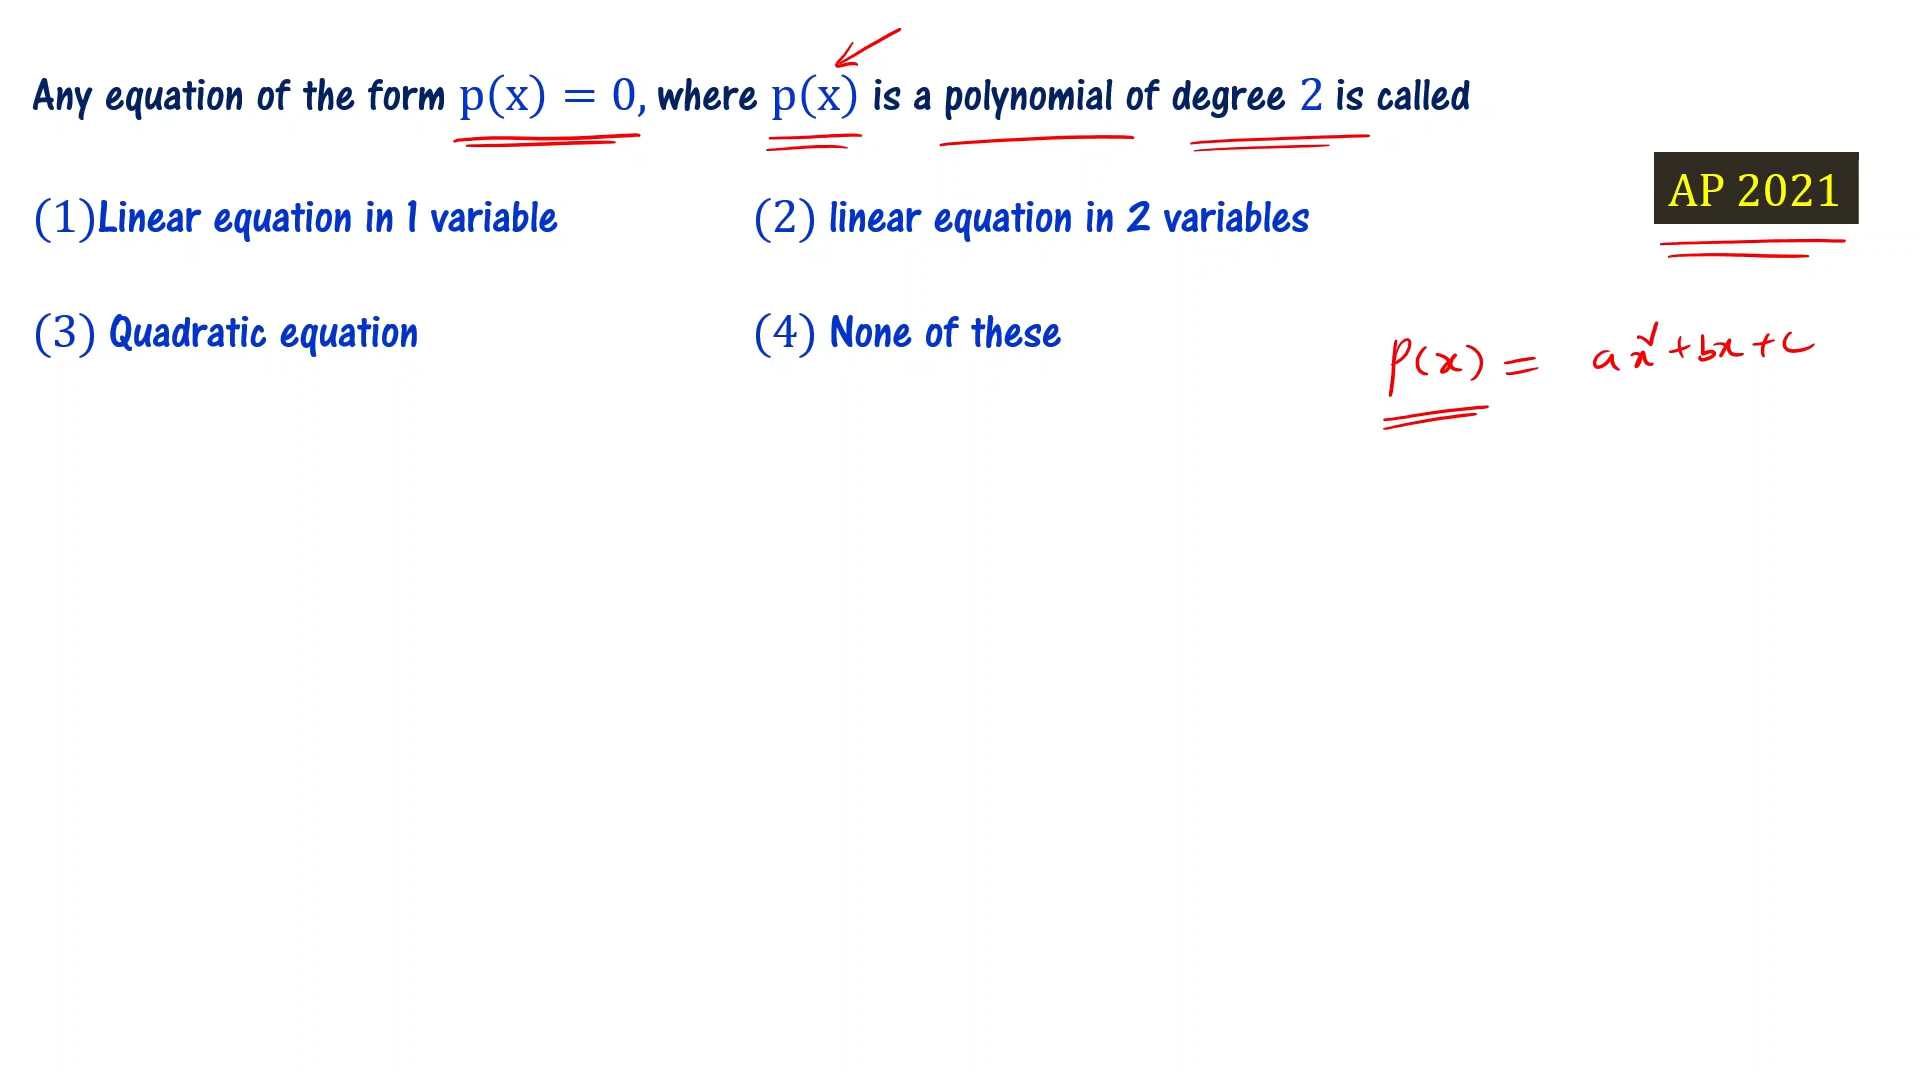 Any equation of the form p(x) = 0, where p(x) is a polynomial of degree 2 is called
AP 2021
(1)Linear equation in 1 variable (2) linear equation in 2 variables
(3) Quadratic equation (4) None of these
P(x) = ax² + bx + c